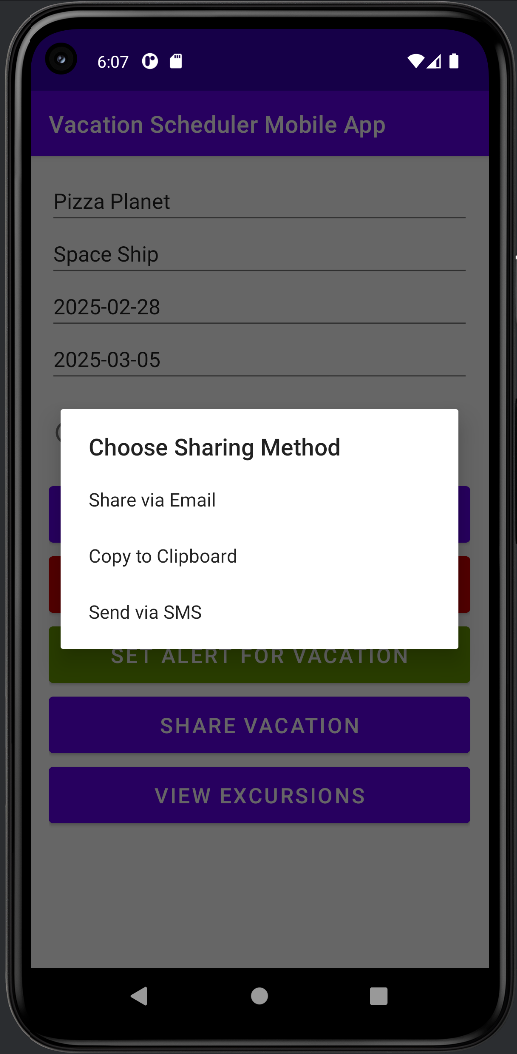 6:07
Vacation Scheduler Mobile App
Pizza Planet
Space Ship
2025-02-28
2025-03-05
Choose Sharing Method
Share via Email
Copy to Clipboard
Send via SMS
SET ALERT FOR VACATION
SHARE VACATION
VIEW EXCURSIONS